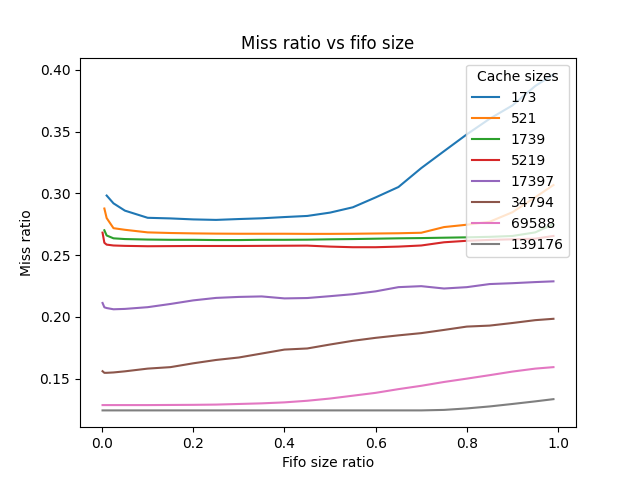 Miss ratio vs fifo size
Miss ratio
0.40
0.35
0.30
0.25
0.20
0.15
Cache sizes
173
521
1739
5219
17397
34794
69588
139176
0.0 0.2 0.4 0.6 0.8 1.0
Fifo size ratio